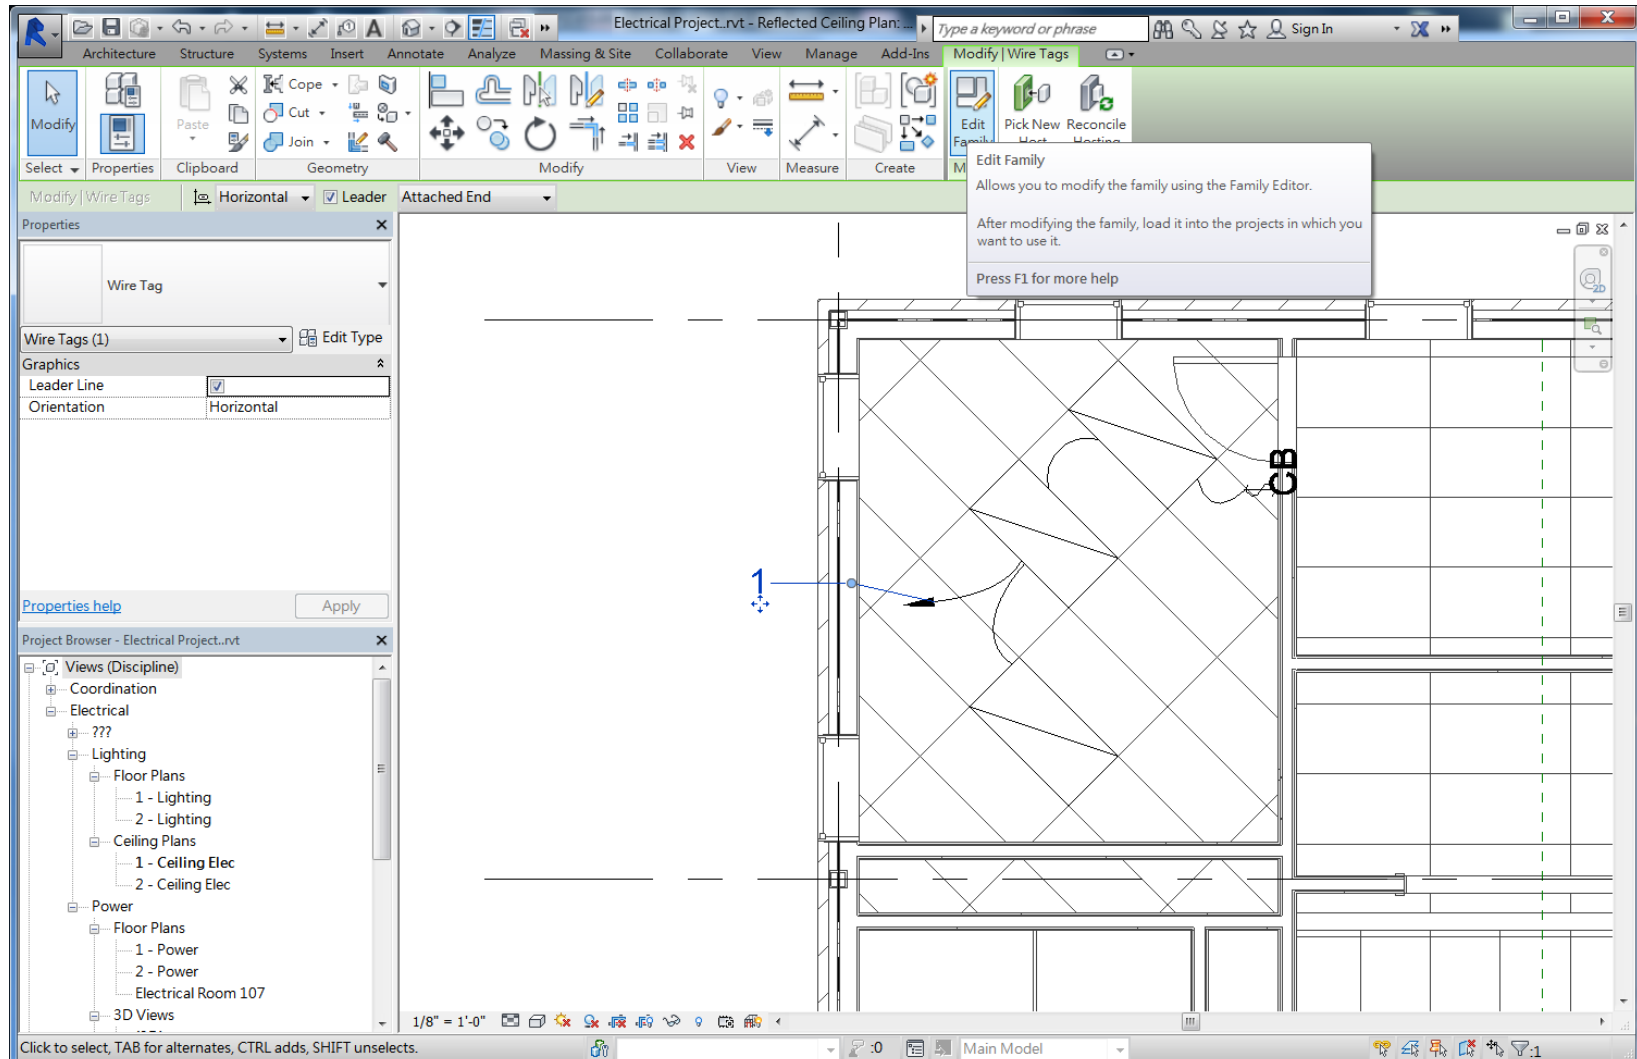 Electrical Project..rvt - Reflected Ceiling Plan: ...
Type a keyword or phrase
Sign In
Architecture Structure Systems Insert Annotate Analyze Massing & Site Collaborate View Manage Add-Ins Modify | Wire Tags
Modify
Paste
Cope
Cut
Join
Edit Family
Pick New Host
Reconcile Hosting
Select Properties Clipboard Geometry Modify View Measure Create
Edit Family
Allows you to modify the family using the Family Editor.
After modifying the family, load it into the projects in which you
want to use it.
Press F1 for more help
Modify | Wire Tags Horizontal Leader Attached End
Properties
Wire Tag
Wire Tags (1) Edit Type
Graphics
Leader Line
Orientation Horizontal
Properties help Apply
Project Browser - Electrical Project..rvt
Views (Discipline)
Coordination
Electrical
???
Lighting
Floor Plans
1 - Lighting
2 - Lighting
Ceiling Plans
1 - Ceiling Elec
2 - Ceiling Elec
Power
Floor Plans
1 - Power
2 - Power
Electrical Room 107
3D Views
2D
CB
1
1/8" = 1'-0"
Click to select, TAB for alternates, CTRL adds, SHIFT unselects.
:0
Main Model
:1